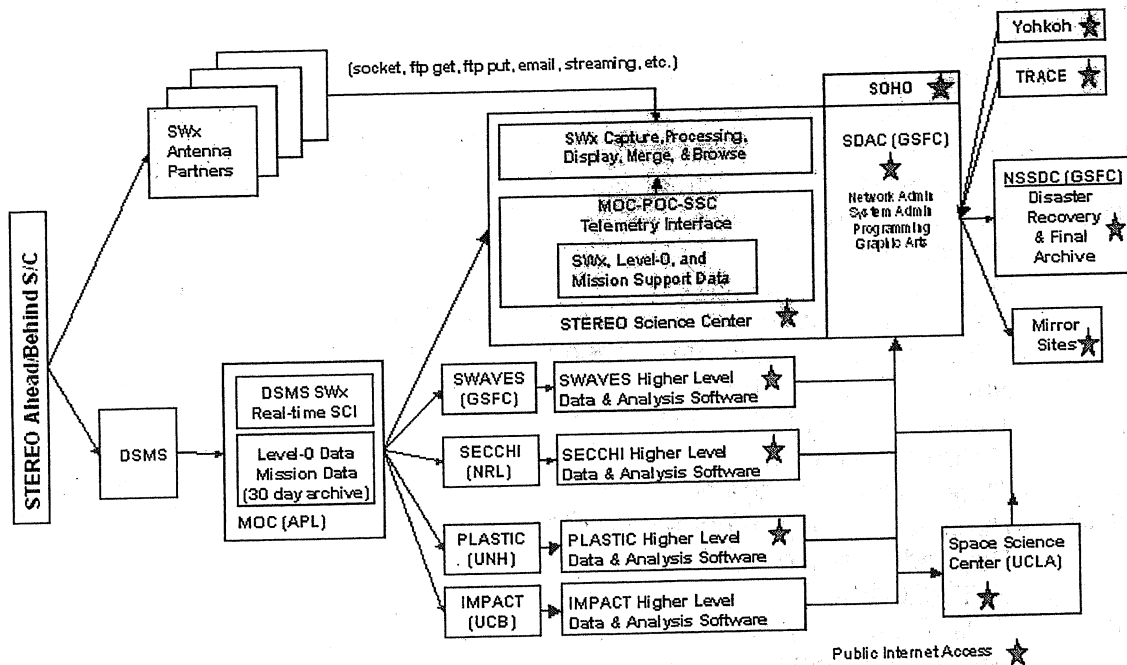 (socket, ftp get, ftp put, email, streaming, etc.)
Yohkoh
TRACE
SOHO
SWx
Antenna
Partners
SWx Capture, Processing,
Display, Merge, & Browse
SDAC (GSFC)
Network Admin
System Admin
Programming
Graphic Arts
NSSDC (GSFC)
Disaster
Recovery
& Final
Archive
MOC-POC-SSC
Telemetry Interface
SWx, Level-0, and
Mission Support Data
STEREO Science Center
Mirror
Sites
STEREO Ahead/Behind S/C
DSMS
DSMS SWx
Real-time SCI
Level-0 Data
Mission Data
(30 day archive)
MOC (APL)
SWAVES
(GSFC)
SWAVES Higher Level
Data & Analysis Software
SECCHI
(NRL)
SECCHI Higher Level
Data & Analysis Software
PLASTIC
(UNH)
PLASTIC Higher Level
Data & Analysis Software
IMPACT
(UCB)
IMPACT Higher Level
Data & Analysis Software
Space Science
Center (UCLA)
Public Internet Access